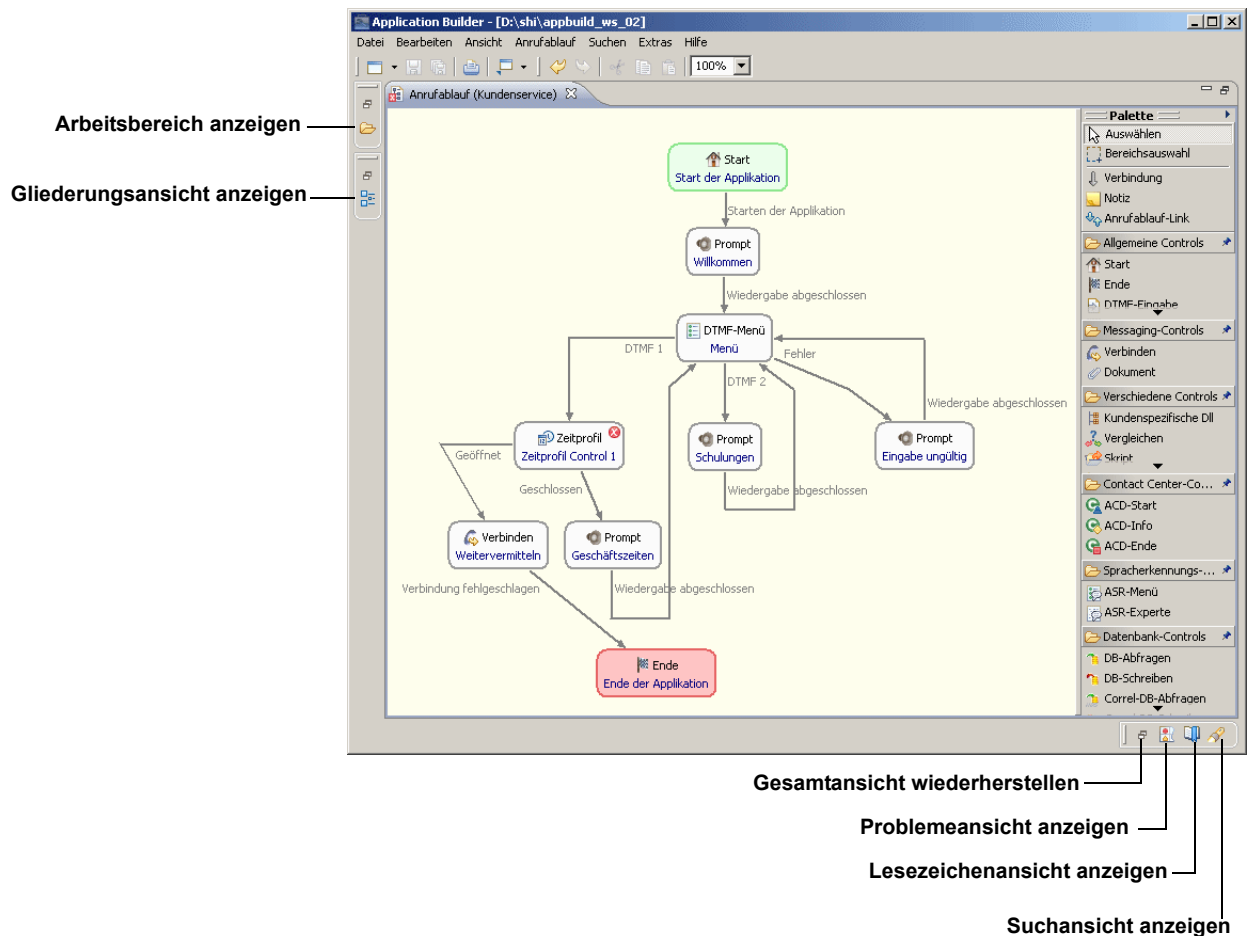 Application Builder - [D:\shi\appbuild_ws_02]
Datei Bearbeiten Ansicht Anrufablauf Suchen Extras Hilfe
100%
Anrufablauf (Kundenservice)
Arbeitsbereich anzeigen
Gliederungsansicht anzeigen
Start
Start der Applikation
Starten der Applikation
Prompt
Willkommen
Wiedergabe abgeschlossen
DTMF-Menü
Menü
DTMF 1
DTMF 2
Fehler
Wiedergabe abgeschlossen
Zeitprofil
Zeitprofil Control 1
Prompt
Schulungen
Prompt
Eingabe ungültig
Geöffnet
Geschlossen
Wiedergabe abgeschlossen
Verbinden
Weitervermitteln
Prompt
Geschäftszeiten
Verbindung fehlgeschlagen
Wiedergabe abgeschlossen
Ende
Ende der Applikation
Palette
Auswählen
Bereichsauswahl
Verbindung
Notiz
Anrufablauf-Link
Allgemeine Controls
Start
Ende
DTMF-Eingabe
Messaging-Controls
Verbinden
Dokument
Verschiedene Controls
Kundenspezifische Dll
Vergleichen
Skript
Contact Center-Co...
ACD-Start
ACD-Info
ACD-Ende
Spracherkennungs-...
ASR-Menü
ASR-Experte
Datenbank-Controls
DB-Abfragen
DB-Schreiben
Correl-DB-Abfragen
Gesamtansicht wiederherstellen
Problemeansicht anzeigen
Lesezeichenansicht anzeigen
Suchansicht anzeigen